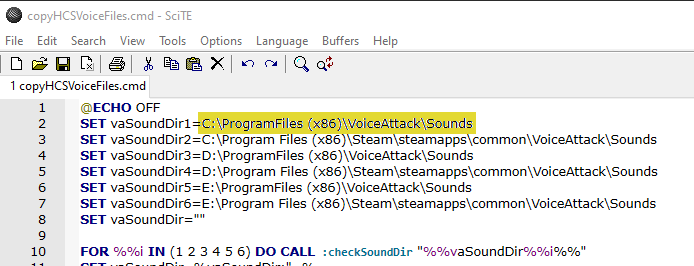 copyHCSVoiceFiles.cmd - SciTE
File Edit Search View Tools Options Language Buffers Help
1 copyHCSVoiceFiles.cmd
1 @ECHO OFF
2 SET vaSoundDir1=C:\ProgramFiles (x86)\VoiceAttack\Sounds
3 SET vaSoundDir2=C:\Program Files (x86)\Steam\steamapps\common\VoiceAttack\Sounds
4 SET vaSoundDir3=D:\ProgramFiles (x86)\VoiceAttack\Sounds
5 SET vaSoundDir4=D:\Program Files (x86)\Steam\steamapps\common\VoiceAttack\Sounds
6 SET vaSoundDir5=E:\ProgramFiles (x86)\VoiceAttack\Sounds
7 SET vaSoundDir6=E:\Program Files (x86)\Steam\steamapps\common\VoiceAttack\Sounds
8 SET vaSoundDir=""
9
10 FOR %%i IN (1 2 3 4 5 6) DO CALL :checkSoundDir "%%vaSoundDir%%i%%"